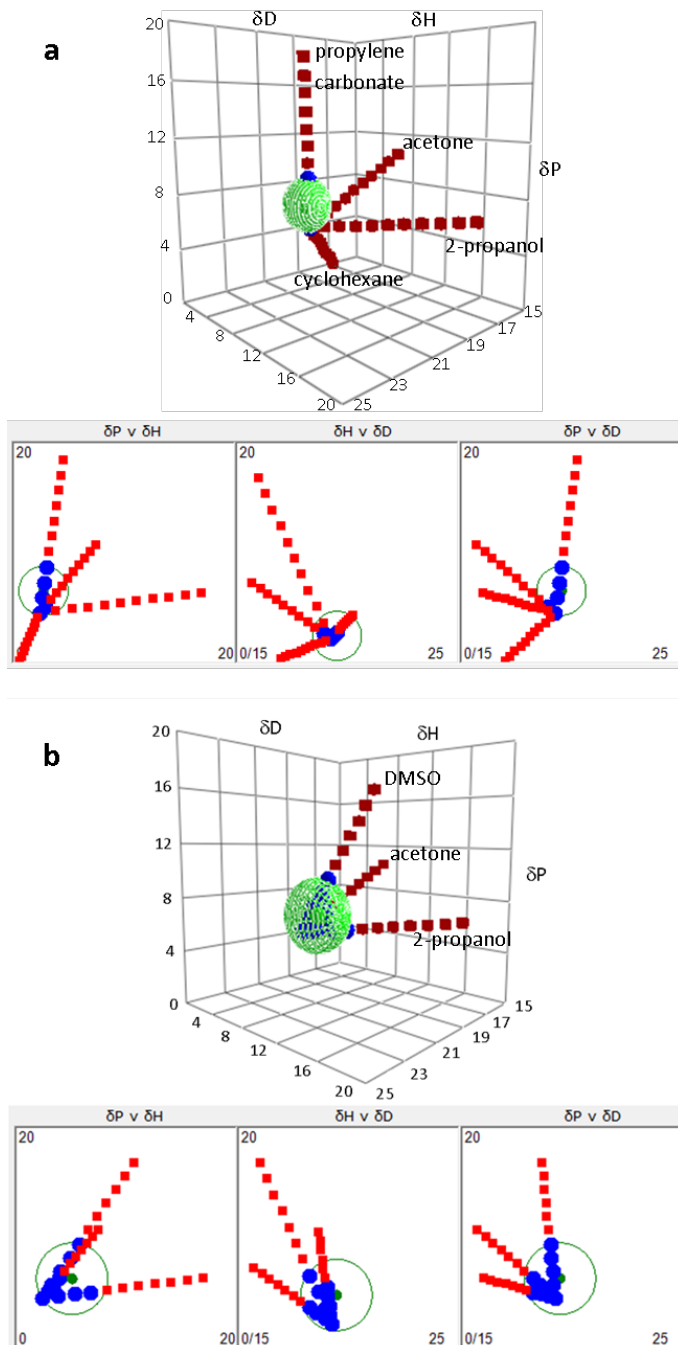 20
δD
δH
a
16
12
8
4
0
propylene
carbonate
acetone
δP
2-propanol
cyclohexane
4
8
12
16
20
25
23
21
19
17
15
δP v δH
δH v δD
δP v δD
20
0
20
20
0/15
25
20
0/15
25
b
20
δD
δH
16
12
8
4
0
DMSO
acetone
δP
2-propanol
4
8
12
16
20
25
23
21
19
17
15
δP v δH
δH v δD
δP v δD
20
0
20
20
0/15
25
20
0/15
25